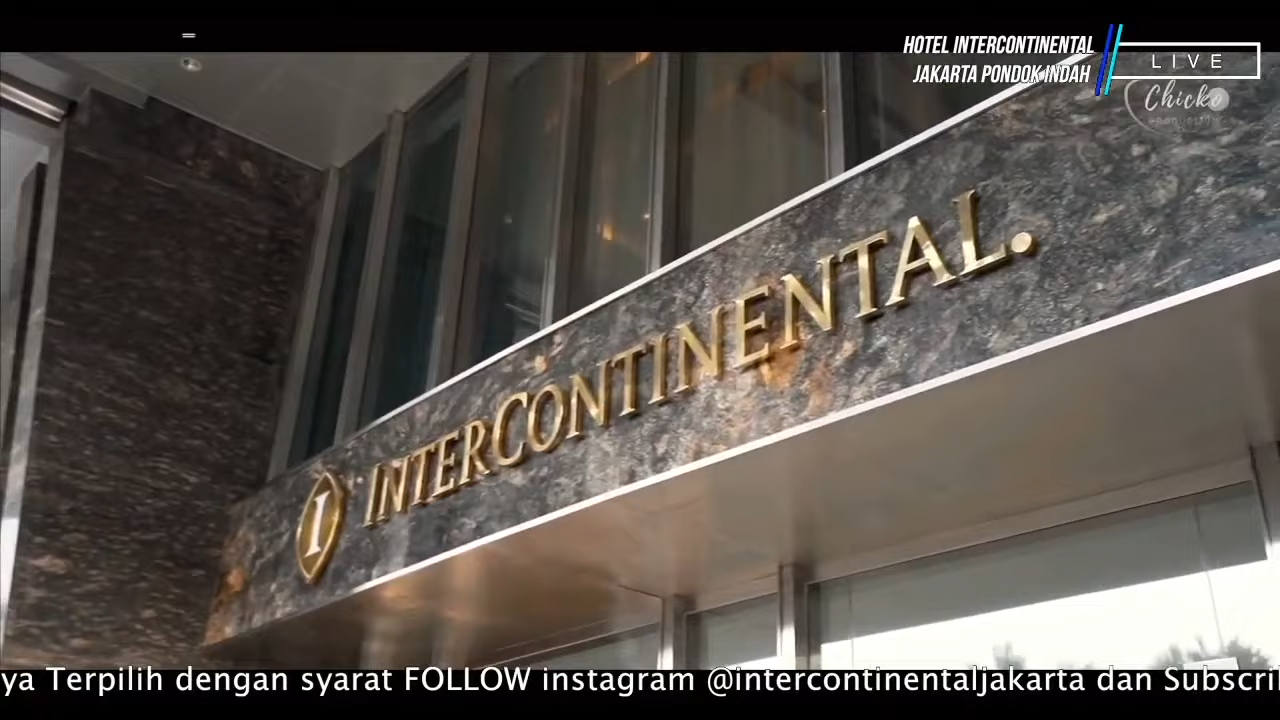 HOTEL INTERCONTINENTAL
JAKARTA PONDOK INDAH
LIVE
Chicko
INTERCONTINENTAL.
I
ya Terpilih dengan syarat FOLLOW instagram @intercontinentaljakarta dan Subscri